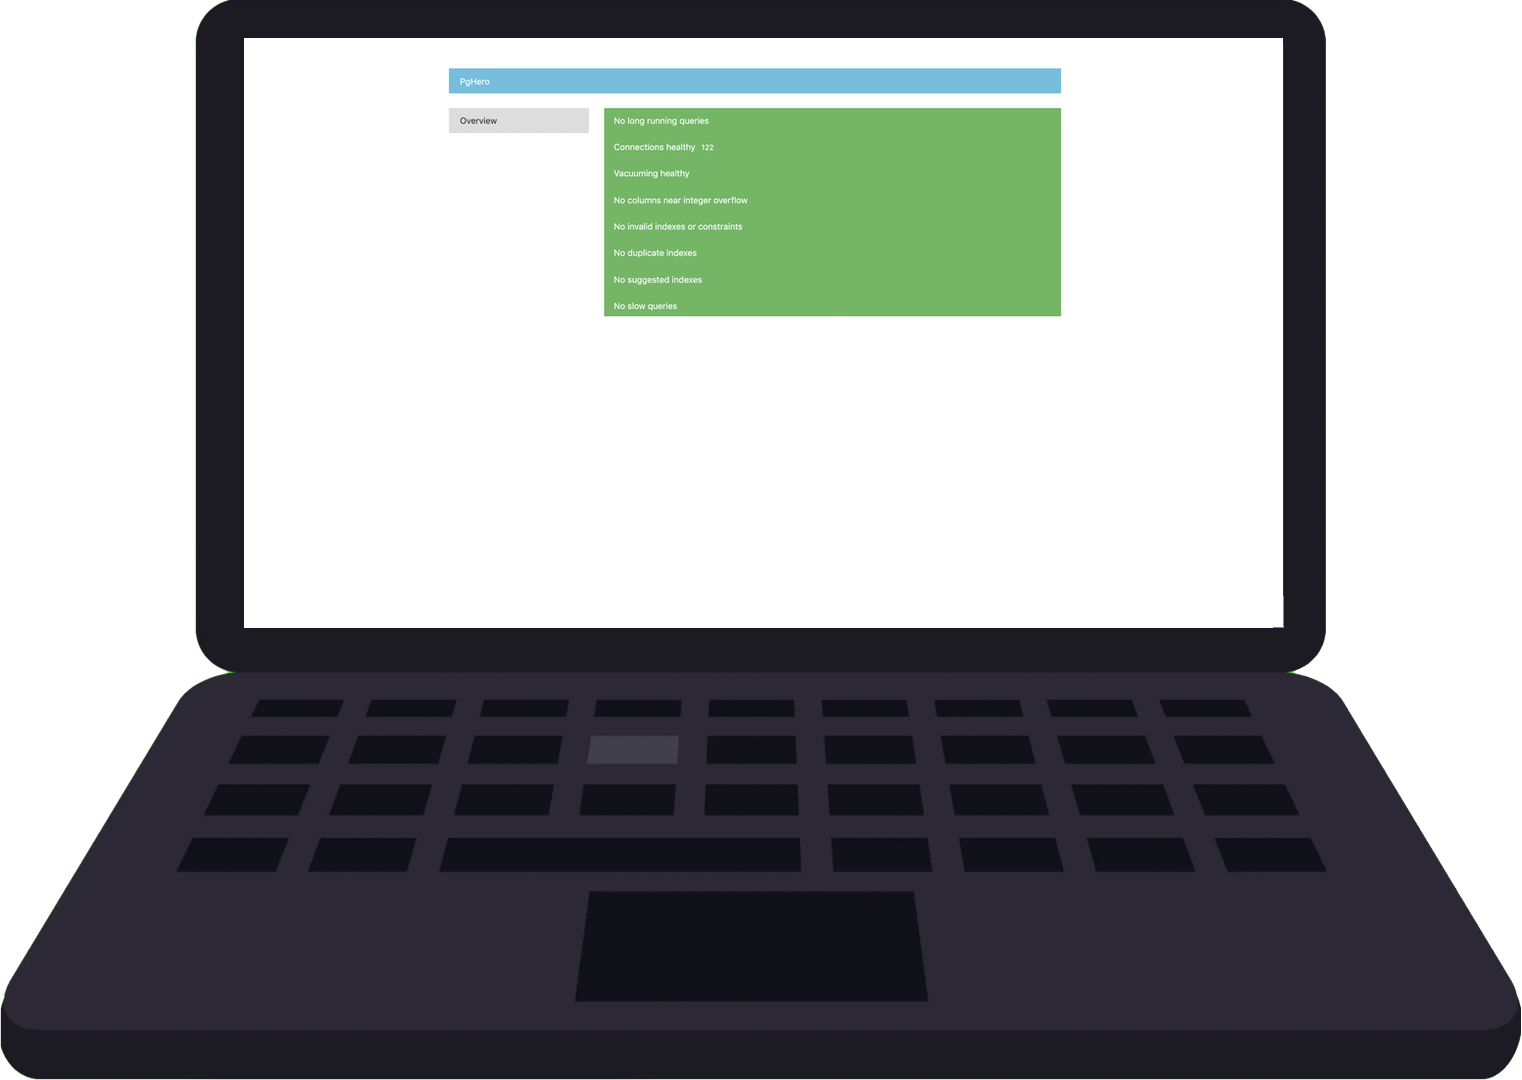 PgHero
Overview
No long running queries
Connections healthy 122
Vacuuming healthy
No columns near integer overflow
No invalid indexes or constraints
No duplicate indexes
No suggested indexes
No slow queries